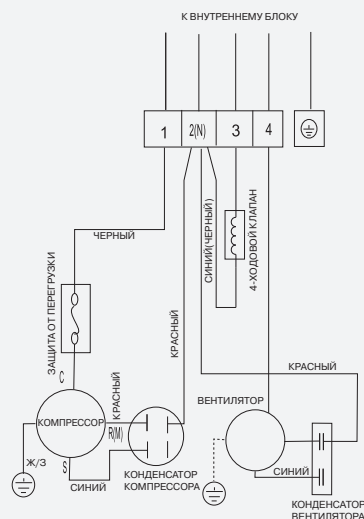 К ВНУТРЕННЕМУ БЛОКУ
1
2(N)
3
4
ЧЕРНЫЙ
СИНИЙ(ЧЕРНЫЙ)
4-ХОДОВОЙ КЛАПАН
ЗАЩИТА ОТ ПЕРЕГРУЗКИ
КРАСНЫЙ
КРАСНЫЙ
C
КРАСНЫЙ
ВЕНТИЛЯТОР
КОМПРЕССОР
R(M)
S
Ж/З
СИНИЙ
КОНДЕНСАТОР
КОМПРЕССОРА
СИНИЙ
КОНДЕНСАТОР
ВЕНТИЛЯТОРА